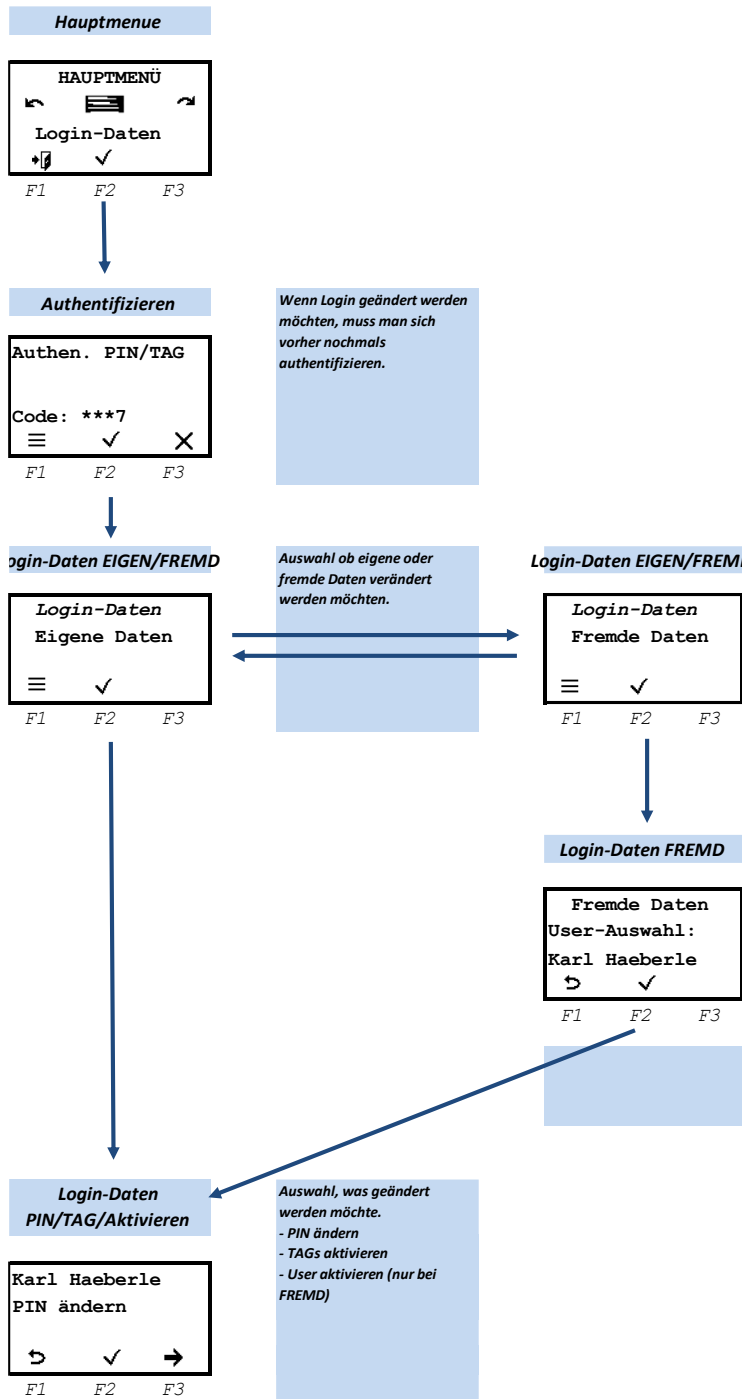 Hauptmenue
HAUPTMENÜ
Login-Daten
F1 F2 F3
Authentifizieren
Authen. PIN/TAG
Code: ***7
F1 F2 F3
Wenn Login geändert werden
möchten, muss man sich
vorher nochmals
authentifizieren.
ogin-Daten EIGEN/FREMD
Login-Daten
Eigene Daten
F1 F2 F3
Auswahl ob eigene oder
fremde Daten verändert
werden möchten.
Login-Daten EIGEN/FREM
Login-Daten
Fremde Daten
F1 F2 F3
Login-Daten FREMD
Fremde Daten
User-Auswahl:
Karl Haeberle
F1 F2 F3
Login-Daten
PIN/TAG/Aktivieren
Karl Haeberle
PIN ändern
F1 F2 F3
Auswahl, was geändert
werden möchte.
- PIN ändern
- TAGs aktivieren
- User aktivieren (nur bei
FREMD)